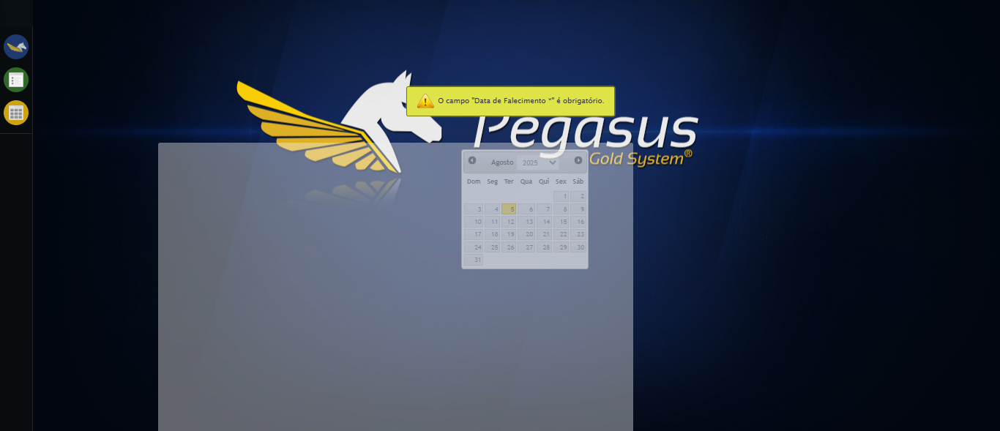 O campo "Data de Falecimento *" é obrigatório.
Pegasus
Gold System®
Agosto 2025
Dom Seg Ter Qua Qui Sex Sáb
1 2
3 4 5 6 7 8 9
10 11 12 13 14 15 16
17 18 19 20 21 22 23
24 25 26 27 28 29 30
31